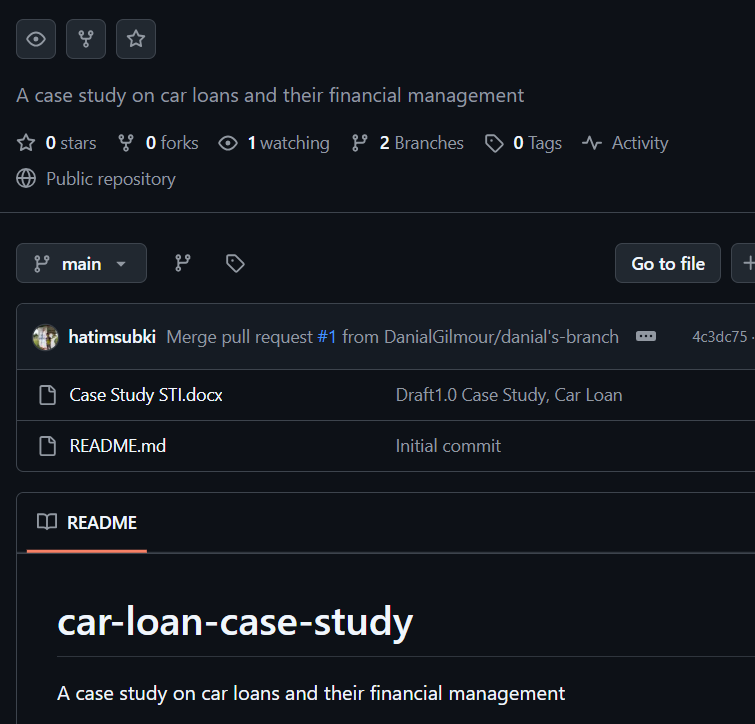 A case study on car loans and their financial management
0 stars 0 forks 1 watching 2 Branches 0 Tags Activity
Public repository
main Go to file
hatimsubki Merge pull request #1 from DanialGilmour/danial's-branch 4c3dc75 ·
Case Study STI.docx Draft1.0 Case Study, Car Loan
README.md Initial commit
README
car-loan-case-study
A case study on car loans and their financial management